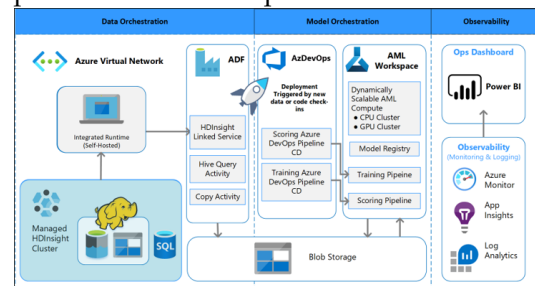 Data Orchestration
Model Orchestration
Observability
Azure Virtual Network
Integrated Runtime
(Self-Hosted)
Managed
HDInsight
Cluster
SQL
ADF
HDInsight
Linked Service
Hive Query
Activity
Copy Activity
AzDevOps
Deployment
Triggered by new
data or code check-
ins
Scoring Azure
DevOps Pipeline
CD
Training Azure
DevOps Pipeline
CD
AML
Workspace
Dynamically
Scalable AML
Compute
● CPU Cluster
● GPU Cluster
Model Registry
Training Pipeine
Scoring Pipeline
Blob Storage
Ops Dashboard
Power BI
Observability
(Monitoring & Logging)
Azure
Monitor
App
Insights
Log
Analytics